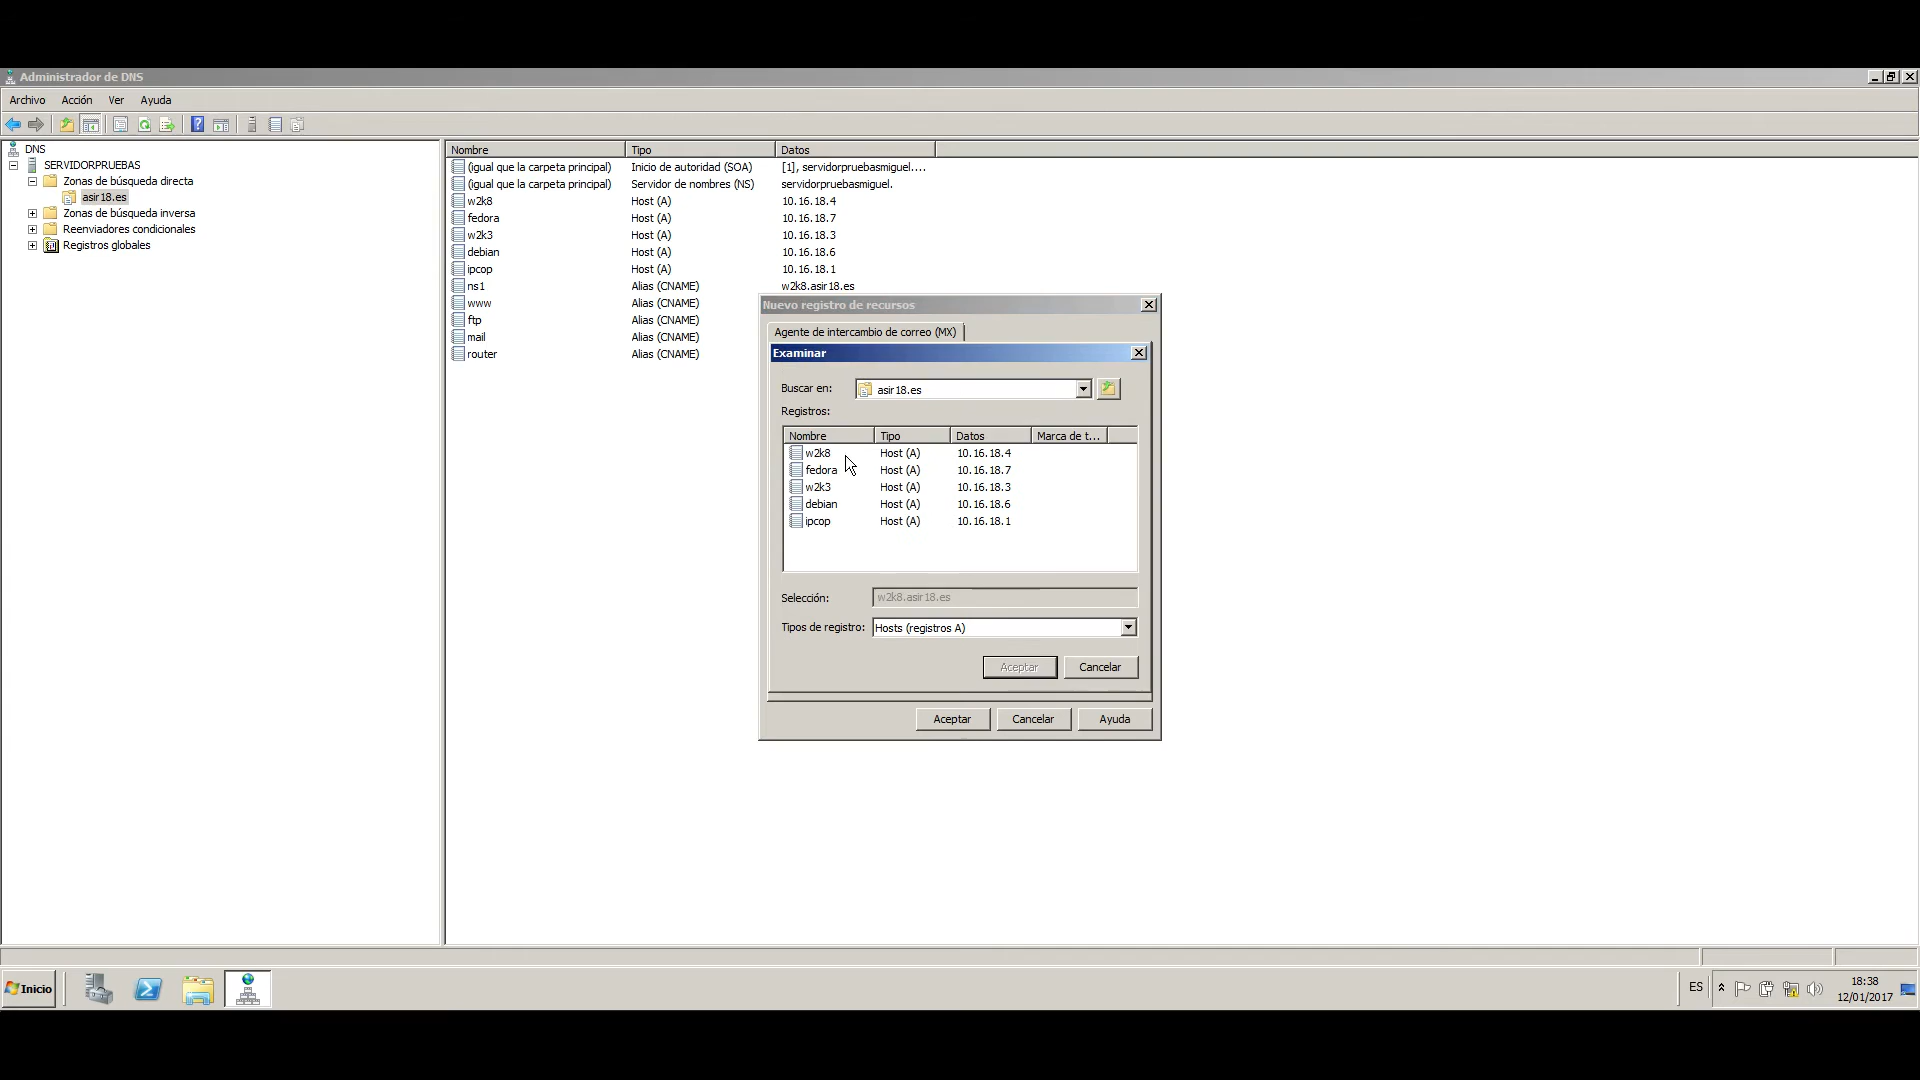 Administrador de DNS
Archivo Acción Ver Ayuda
DNS
SERVIDORPRUEBAS
Zonas de búsqueda directa
asir18.es
Zonas de búsqueda inversa
Reenviadores condicionales
Registros globales
Nombre Tipo Datos
(igual que la carpeta principal) Inicio de autoridad (SOA) [1], servidorpruebasmiguel....
(igual que la carpeta principal) Servidor de nombres (NS) servidorpruebasmiguel.
w2k8 Host (A) 10.16.18.4
fedora Host (A) 10.16.18.7
w2k3 Host (A) 10.16.18.3
debian Host (A) 10.16.18.6
ipcop Host (A) 10.16.18.1
ns1 Alias (CNAME) w2k8.asir18.es
www Alias (CNAME)
ftp Alias (CNAME)
mail Alias (CNAME)
router Alias (CNAME)
Nuevo registro de recursos
Agente de intercambio de correo (MX)
Examinar
Buscar en: asir18.es
Registros:
Nombre Tipo Datos Marca de t...
w2k8 Host (A) 10.16.18.4
fedora Host (A) 10.16.18.7
w2k3 Host (A) 10.16.18.3
debian Host (A) 10.16.18.6
ipcop Host (A) 10.16.18.1
Selección: w2k8.asir18.es
Tipos de registro: Hosts (registros A)
Aceptar Cancelar
Aceptar Cancelar Ayuda
Inicio
ES
18:38
12/01/2017